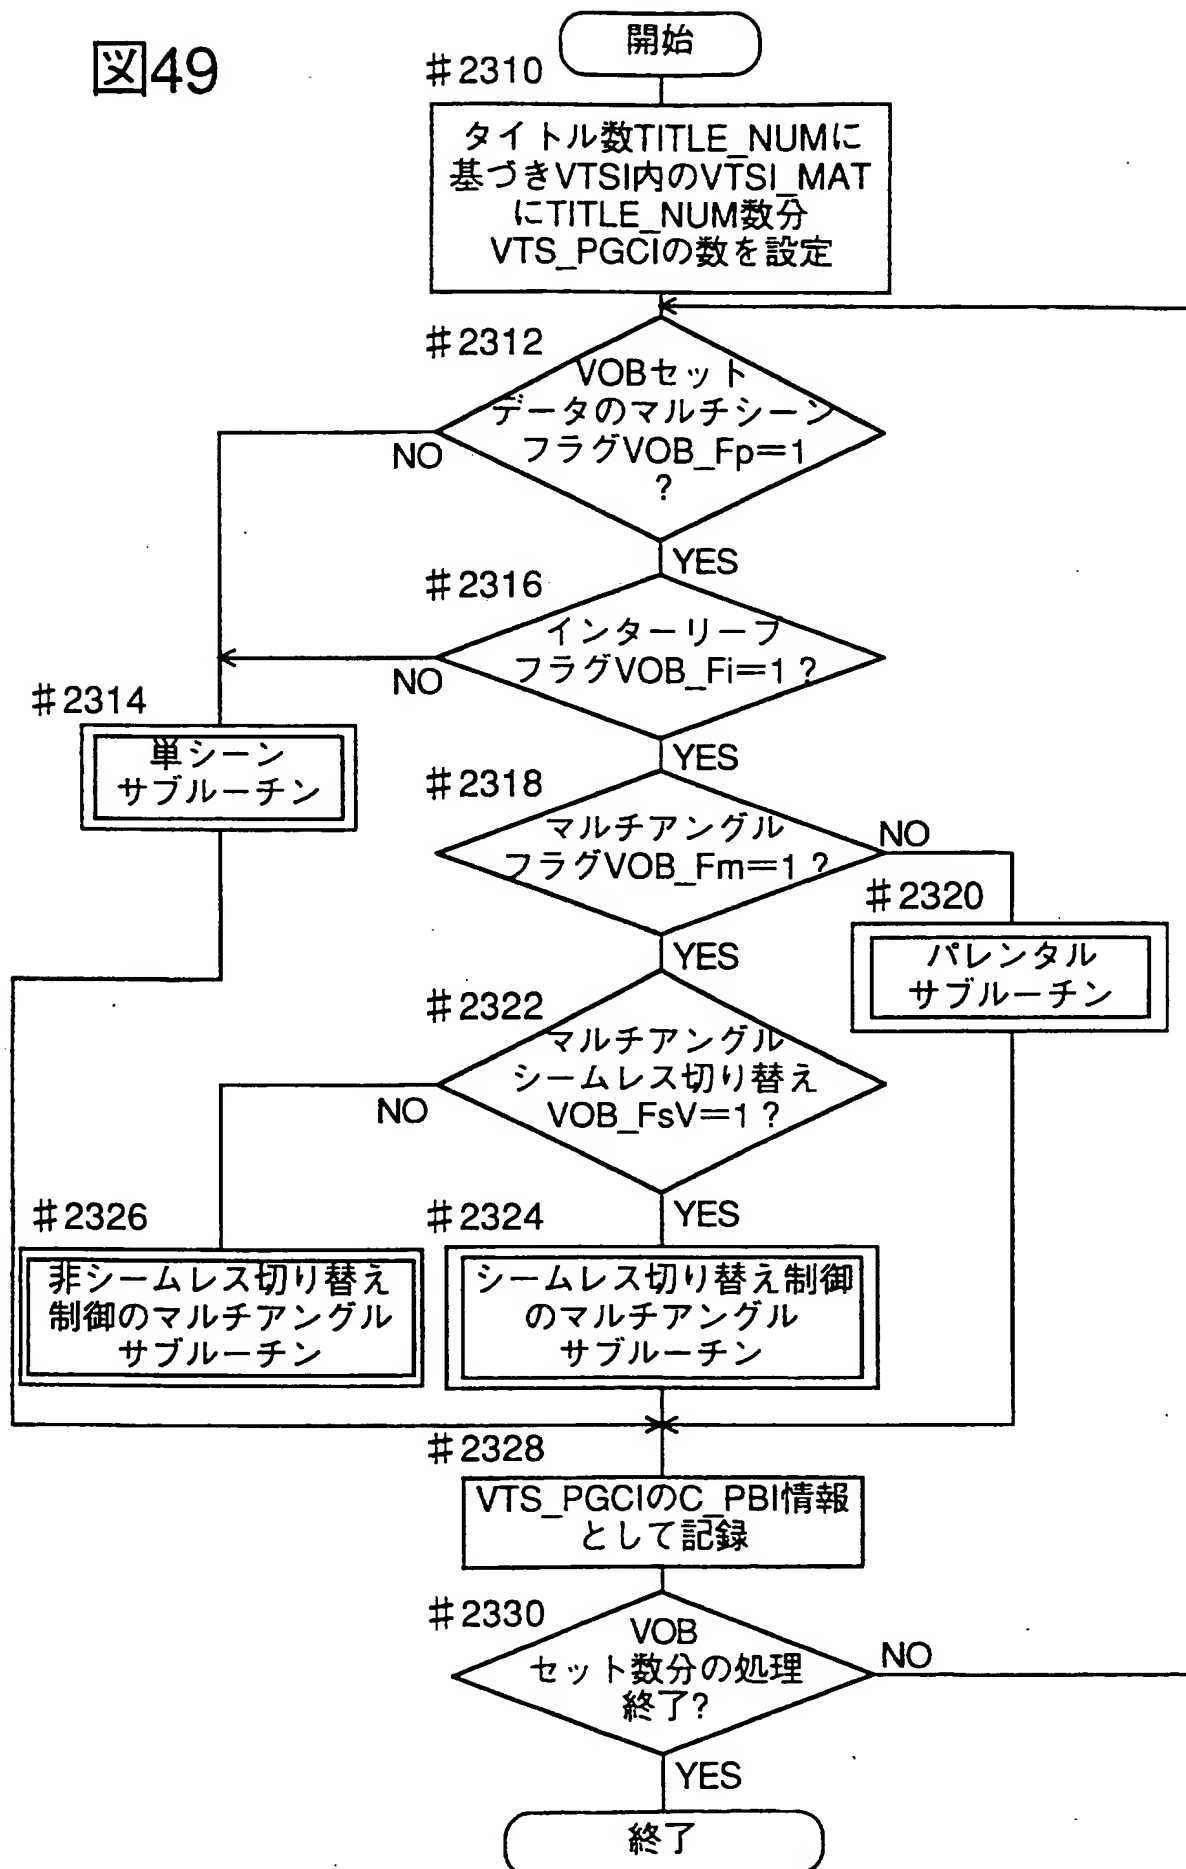 図49
開始
#2310
タイトル数TITLE_NUMに
基づきVTSI内のVTSI_MAT
にTITLE_NUM数分
VTS_PGCIの数を設定
#2312
VOBセット
データのマルチシーン
フラグVOB_Fp=1
?
NO
YES
#2316
インターリーブ
フラグVOB_Fi=1?
NO
YES
#2314
単シーン
サブルーチン
#2318
マルチアングル
フラグVOB_Fm=1?
NO
YES
#2320
パレンタル
サブルーチン
#2322
マルチアングル
シームレス切り替え
VOB_FsV=1?
NO
YES
#2326
非シームレス切り替え
制御のマルチアングル
サブルーチン
#2324
シームレス切り替え制御
のマルチアングル
サブルーチン
#2328
VTS_PGCIのC_PBI情報
として記録
#2330
VOB
セット数分の処理
終了?
NO
YES
終了